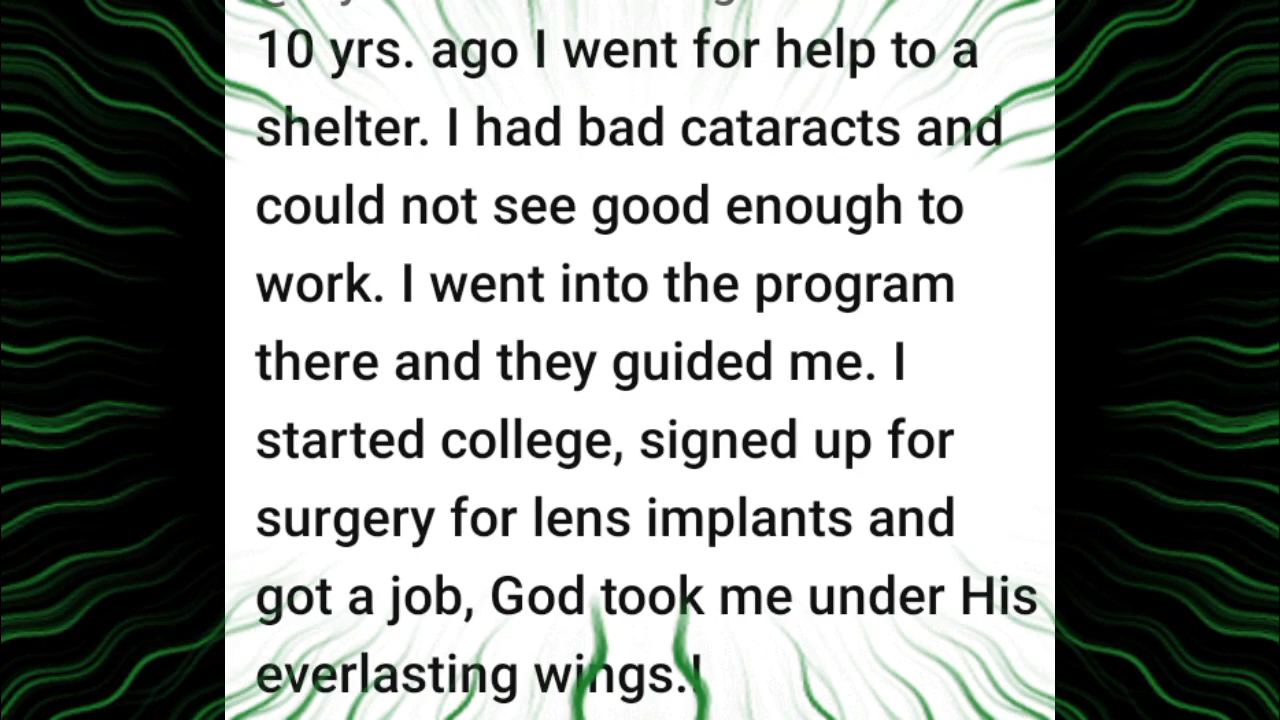 10 yrs. ago I went for help to a
shelter. I had bad cataracts and
could not see good enough to
work. I went into the program
there and they guided me. I
started college, signed up for
surgery for lens implants and
got a job, God took me under His
everlasting wings.!